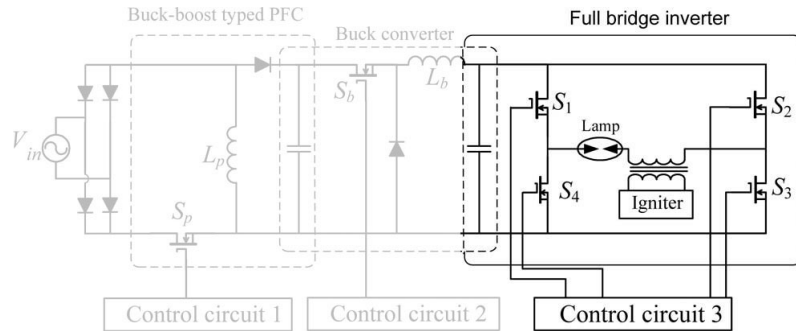 Buck-boost typed PFC
Buck converter
Full bridge inverter
S_b
L_b
S_1
S_2
Lamp
V_in
L_p
S_4
S_3
Igniter
S_p
Control circuit 1
Control circuit 2
Control circuit 3